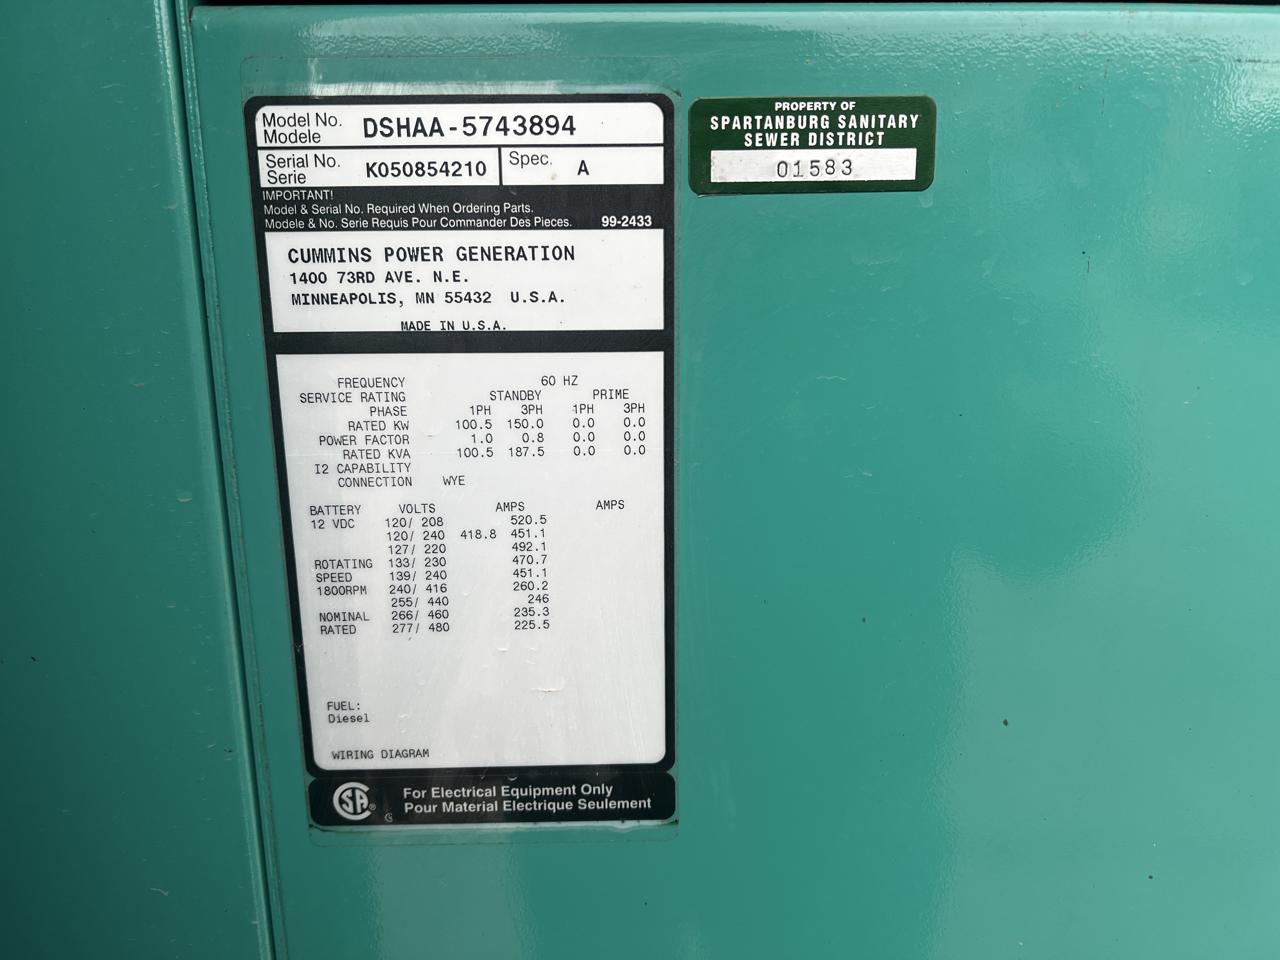 Model No.
Modele
DSHAA-5743894
Serial No.
Serie
K050854210
Spec.
A
IMPORTANT!
Model & Serial No. Required When Ordering Parts.
Modele & No. Serie Requis Pour Commander Des Pieces. 99-2433
CUMMINS POWER GENERATION
1400 73RD AVE. N.E.
MINNEAPOLIS, MN 55432 U.S.A.
MADE IN U.S.A.
FREQUENCY 60 HZ
SERVICE RATING STANDBY PRIME
PHASE 1PH 3PH 1PH 3PH
RATED KW 100.5 150.0 0.0 0.0
POWER FACTOR 1.0 0.8 0.0 0.0
RATED KVA 100.5 187.5 0.0 0.0
I2 CAPABILITY
CONNECTION WYE
BATTERY VOLTS AMPS AMPS
12 VDC 120/ 208 520.5
120/ 240 418.8 451.1
127/ 220 492.1
ROTATING 133/ 230 470.7
SPEED 139/ 240 451.1
1800RPM 240/ 416 260.2
255/ 440 246
NOMINAL 266/ 460 235.3
RATED 277/ 480 225.5
FUEL:
Diesel
WIRING DIAGRAM
SA®
For Electrical Equipment Only
Pour Material Electrique Seulement
PROPERTY OF
SPARTANBURG SANITARY
SEWER DISTRICT
01583